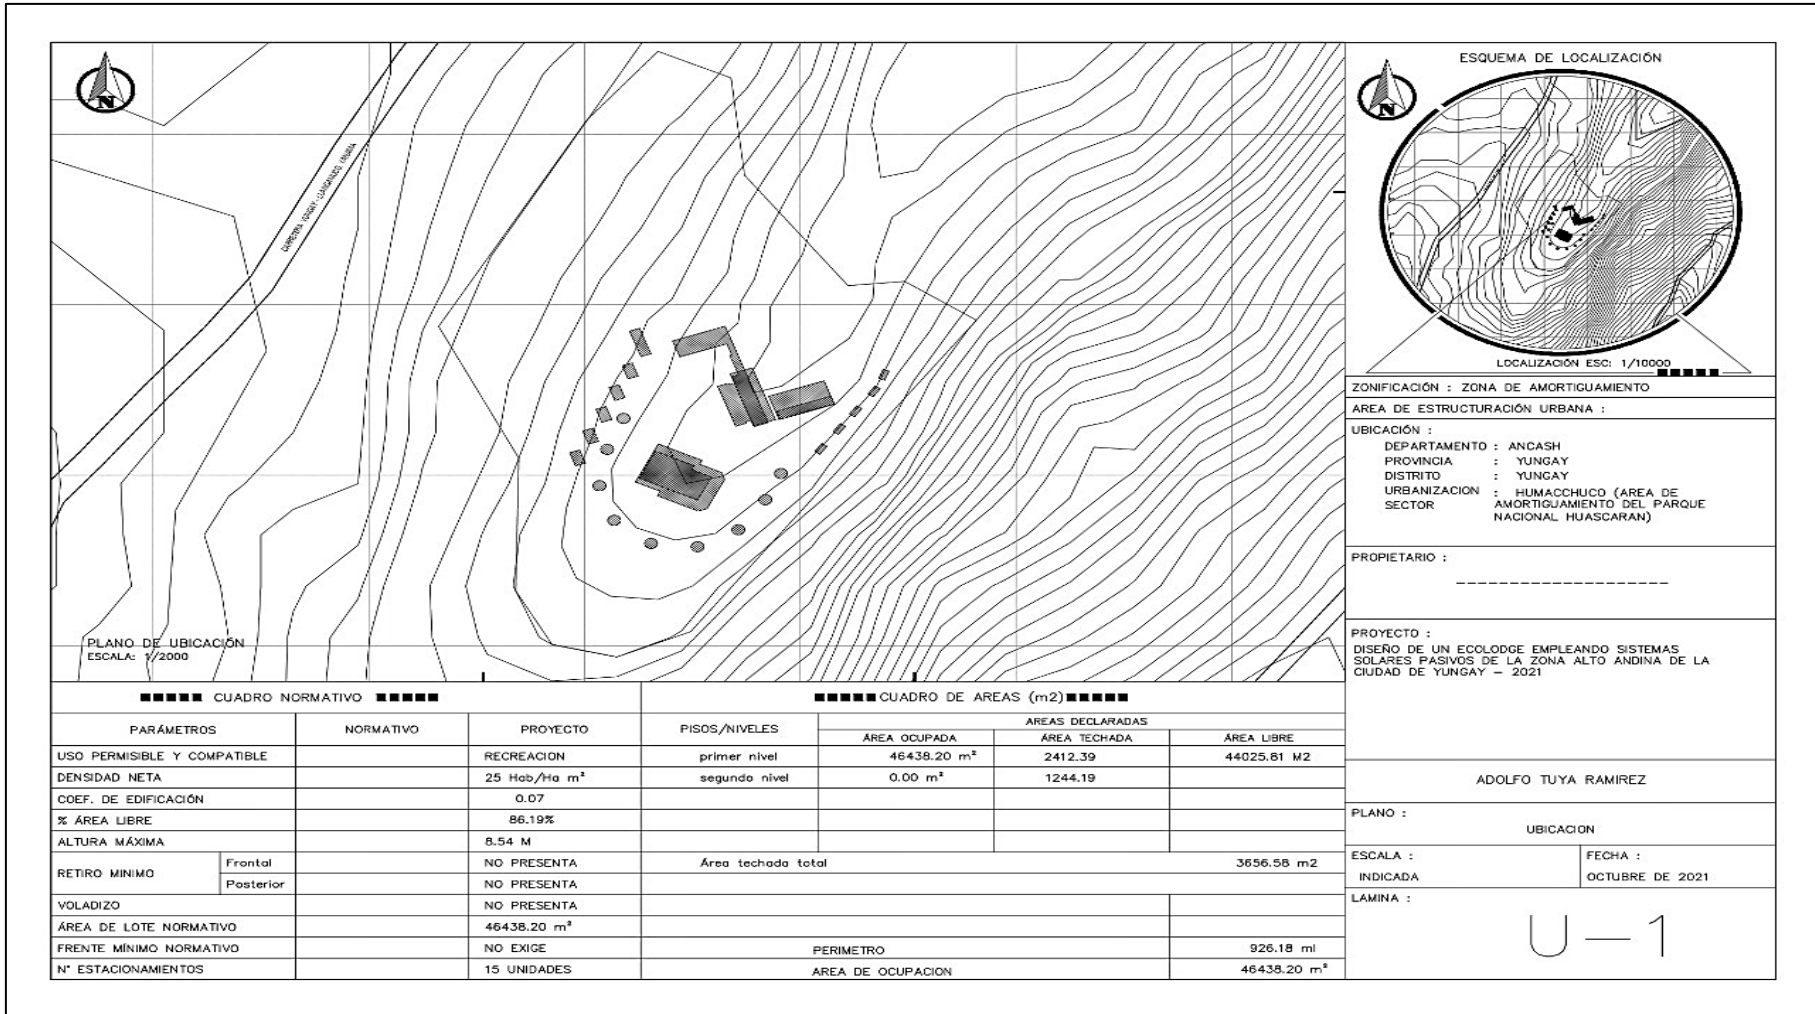 N
CARRETERA YUNGAY-LLANGANUCO YANAMA
PLANO DE UBICACIÓN
ESCALA: 1/2000
ESQUEMA DE LOCALIZACIÓN
N
LOCALIZACIÓN ESC: 1/10000
ZONIFICACIÓN : ZONA DE AMORTIGUAMIENTO
AREA DE ESTRUCTURACIÓN URBANA :
UBICACIÓN :
DEPARTAMENTO : ANCASH
PROVINCIA : YUNGAY
DISTRITO : YUNGAY
URBANIZACION : HUMACCHUCO (AREA DE
SECTOR AMORTIGUAMIENTO DEL PARQUE
NACIONAL HUASCARAN)
PROPIETARIO :
--------------------
PROYECTO :
DISEÑO DE UN ECOLODGE EMPLEANDO SISTEMAS
SOLARES PASIVOS DE LA ZONA ALTO ANDINA DE LA
CIUDAD DE YUNGAY – 2021
ADOLFO TUYA RAMIREZ
PLANO :
UBICACION
ESCALA : FECHA :
INDICADA OCTUBRE DE 2021
LAMINA :
U—1
CUADRO NORMATIVO
PARÁMETROS NORMATIVO PROYECTO
USO PERMISIBLE Y COMPATIBLE RECREACION
DENSIDAD NETA 25 Hab/Ha m²
COEF. DE EDIFICACIÓN 0.07
% ÁREA LIBRE 86.19%
ALTURA MÁXIMA 8.54 M
RETIRO MINIMO Frontal NO PRESENTA
Posterior NO PRESENTA
VOLADIZO NO PRESENTA
ÁREA DE LOTE NORMATIVO 46438.20 m²
FRENTE MÍNIMO NORMATIVO NO EXIGE
N° ESTACIONAMIENTOS 15 UNIDADES
CUADRO DE AREAS (m2)
PISOS/NIVELES AREAS DECLARADAS
ÁREA OCUPADA ÁREA TECHADA ÁREA LIBRE
primer nivel 46438.20 m² 2412.39 44025.81 M2
segundo nivel 0.00 m² 1244.19
Área techada total 3656.58 m2
PERIMETRO 926.18 ml
AREA DE OCUPACION 46438.20 m²